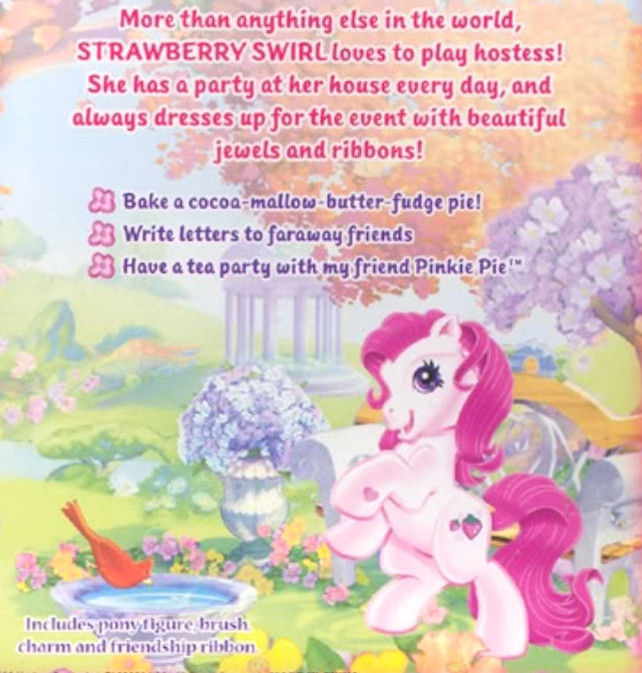 More than anything else in the world,
STRAWBERRY SWIRL loves to play hostess!
She has a party at her house every day, and
always dresses up for the event with beautiful
jewels and ribbons!
Bake a cocoa-mallow-butter-fudge pie!
Write letters to faraway friends
Have a tea party with my friend Pinkie Pie™
Includes pony figure, brush,
charm and friendship ribbon.